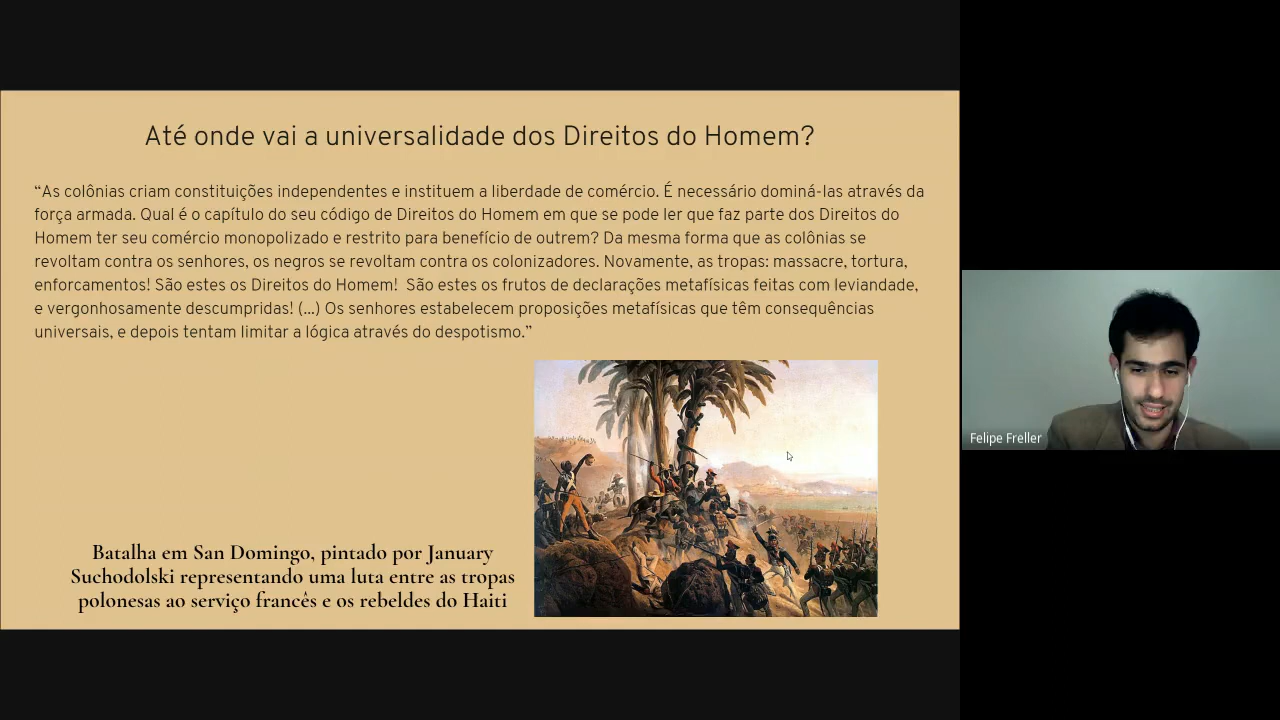 Até onde vai a universalidade dos Direitos do Homem?
“As colônias criam constituições independentes e instituem a liberdade de comércio. É necessário dominá-las através da
força armada. Qual é o capítulo do seu código de Direitos do Homem em que se pode ler que faz parte dos Direitos do
Homem ter seu comércio monopolizado e restrito para benefício de outrem? Da mesma forma que as colônias se
revoltam contra os senhores, os negros se revoltam contra os colonizadores. Novamente, as tropas: massacre, tortura,
enforcamentos! São estes os Direitos do Homem! São estes os frutos de declarações metafísicas feitas com leviandade,
e vergonhosamente descumpridas! (...) Os senhores estabelecem proposições metafísicas que têm consequências
universais, e depois tentam limitar a lógica através do despotismo.”
Batalha em San Domingo, pintado por January
Suchodolski representando uma luta entre as tropas
polonesas ao serviço francês e os rebeldes do Haiti
Felipe Freller